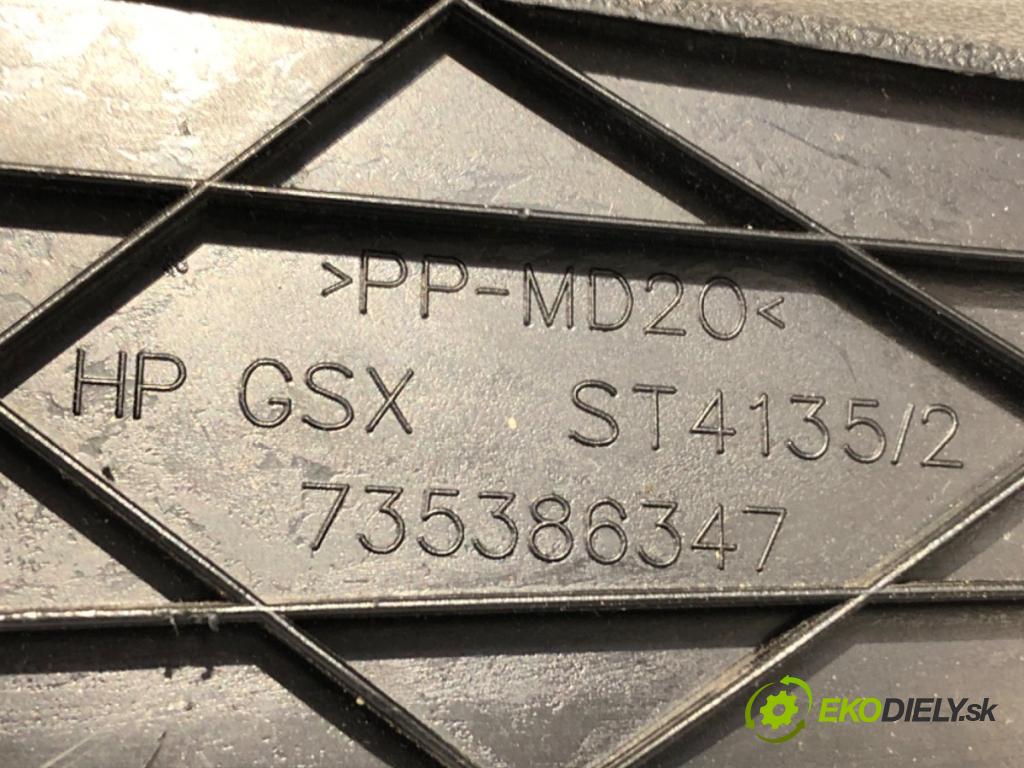 >PP-MD20<
HP GSX ST4135/2
735386347
EKODIELY.sk